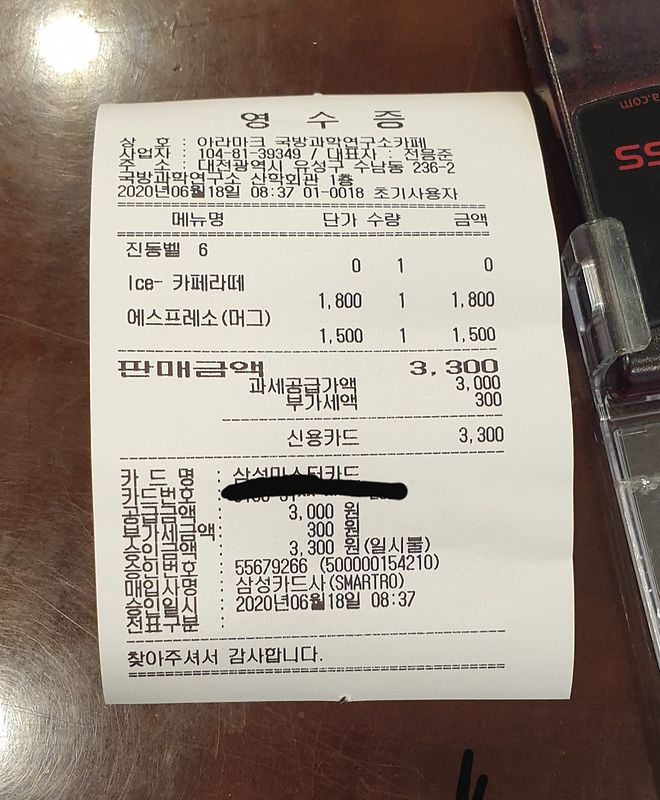 영 수 증
상 호 : 아라마크 국방과학연구소카페
사업자 : 104-81-39349 / 대표자 : 전용준
주 소 : 대전광역시 유성구 수남동 236-2
국방과학연구소 산학회관 1층
2020년06월18일 08:37 01-0018 초기사용자
메뉴명 단가 수량 금액
진동벨 6
0 1 0
Ice- 카페라떼
1,800 1 1,800
에스프레소(머그)
1,500 1 1,500
판매금액 3,300
과세공급가액 3,000
부가세액 300
신용카드 3,300
카 드 명 : 삼성마스터카드
카드번호 :
공급금액 : 3,000 원
부가세금액: 300 원
승인금액 : 3,300 원(일시불)
승인번호 : 55679266 (500000154210)
매입사명 : 삼성카드사(SMARTRO)
승인일시 : 2020년06월18일 08:37
전표구분 :
찾아주셔서 감사합니다.
a.com
SS